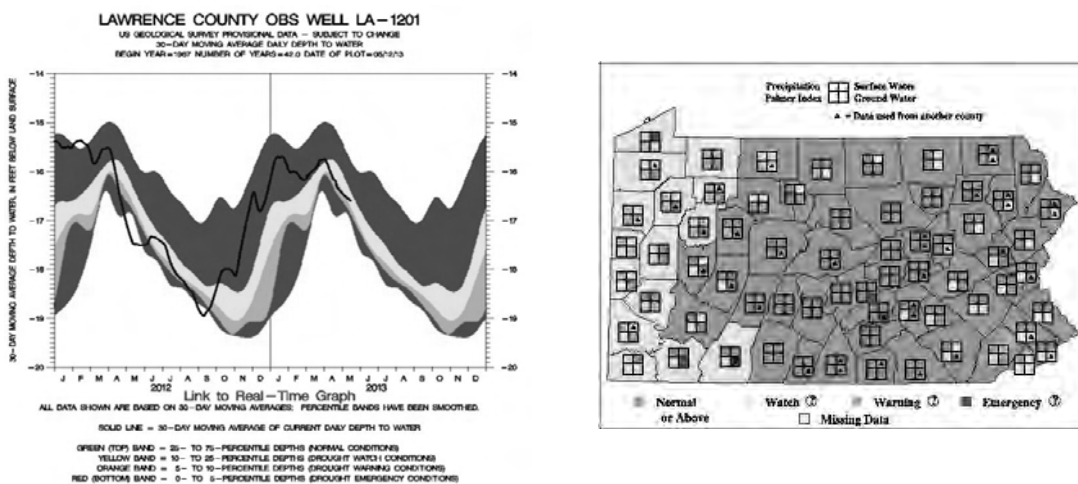 LAWRENCE COUNTY OBS WELL LA-1201
US GEOLOGICAL SURVEY PROVISIONAL DATA - SUBJECT TO CHANGE
30-DAY MOVING AVERAGE DAILY DEPTH TO WATER
BEGIN YEAR=1967 NUMBER OF YEARS=42.0 DATE OF PLOT=05/12/13
30-DAY MOVING AVERAGE DEPTH TO WATER, IN FEET BELOW LAND SURFACE
-14 -14
-15 -15
-16 -16
-17 -17
-18 -18
-19 -19
-20 -20
J F M A M J J A S O N D J F M A M J J A S O N D
2012 2013
Link to Real-Time Graph
ALL DATA SHOWN ARE BASED ON 30-DAY MOVING AVERAGES: PERCENTILE BANDS HAVE BEEN SMOOTHED.
SOLID LINE = 30-DAY MOVING AVERAGE OF CURRENT DAILY DEPTH TO WATER
GREEN (TOP) BAND = 25- TO 75-PERCENTILE DEPTHS (NORMAL CONDITIONS)
YELLOW BAND = 10- TO 25-PERCENTILE DEPTHS (DROUGHT WATCH CONDITIONS)
ORANGE BAND = 5- TO 10-PERCENTILE DEPTHS (DROUGHT WARNING CONDITIONS)
RED (BOTTOM) BAND = 0- TO 5-PERCENTILE DEPTHS (DROUGHT EMERGENCY CONDITIONS)
Precipitation Surface Water
Palmer Index Ground Water
▲ = Data used from another county
Normal or Above
Watch ?
Warning ?
Emergency ?
Missing Data